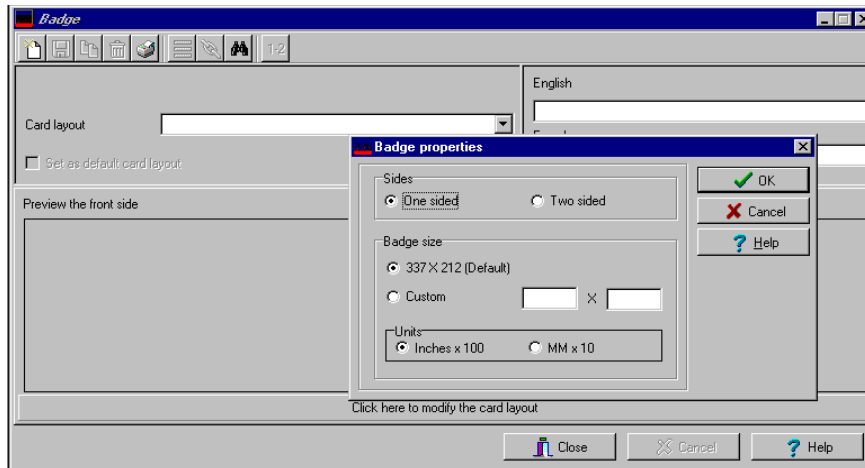 Badge
1-2
English
Card layout
Set as default card layout
Badge properties
Sides
One sided
Two sided
OK
Cancel
Help
Preview the front side
Badge size
337 X 212 (Default)
Custom
X
Units
Inches x 100
MM x 10
Click here to modify the card layout
Close
Cancel
Help